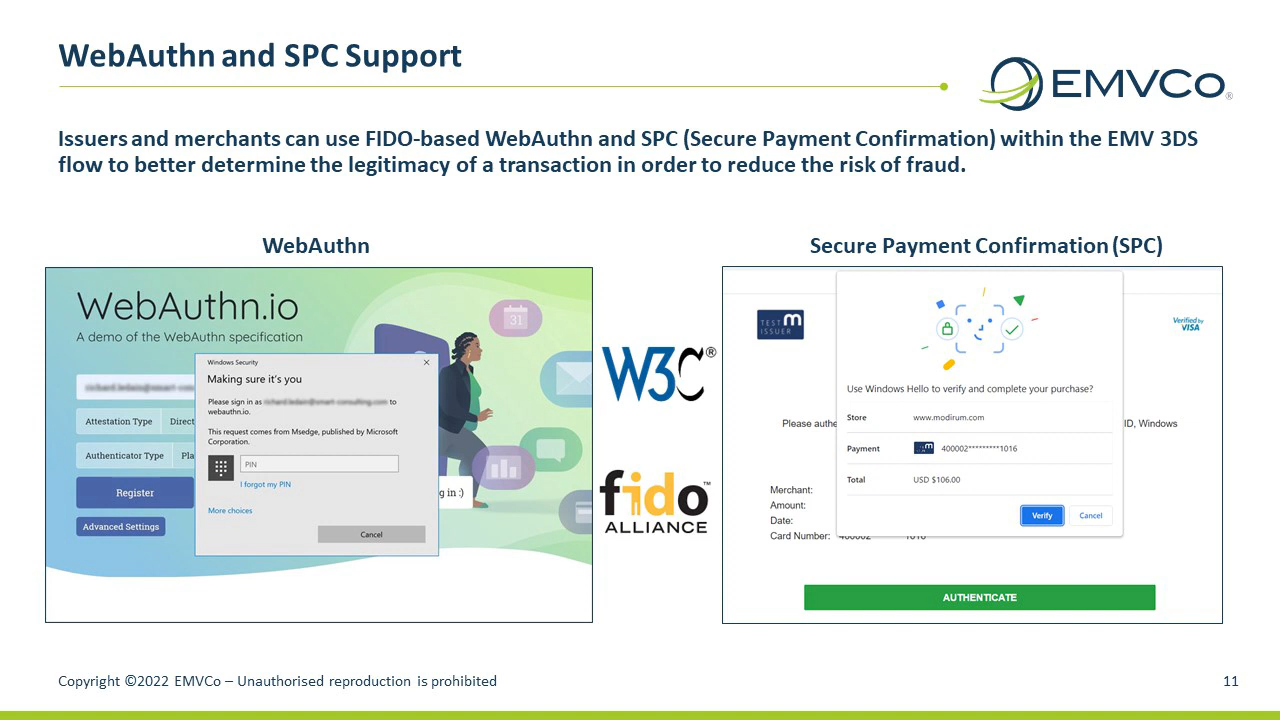 WebAuthn and SPC Support
EMVCo®
Issuers and merchants can use FIDO-based WebAuthn and SPC (Secure Payment Confirmation) within the EMV 3DS
flow to better determine the legitimacy of a transaction in order to reduce the risk of fraud.
WebAuthn
WebAuthn.io
A demo of the WebAuthn specification
Attestation Type
Direct
Authenticator Type
Pla
Register
Advanced Settings
31
g in :)
Windows Security
Making sure it's you
Please sign in as to
webauthn.io.
This request comes from Msedge, published by Microsoft
Corporation.
PIN
I forgot my PIN
More choices
Cancel
W3C®
fido™
ALLIANCE
Secure Payment Confirmation (SPC)
TEST m
ISSUER
Verified by
VISA
Please authe
ID, Windows
Use Windows Hello to verify and complete your purchase?
Store www.modirum.com
Payment 400002*********1016
Total USD $106.00
Verify Cancel
Merchant:
Amount:
Date:
Card Number:
AUTHENTICATE
Copyright ©2022 EMVCo – Unauthorised reproduction is prohibited
11